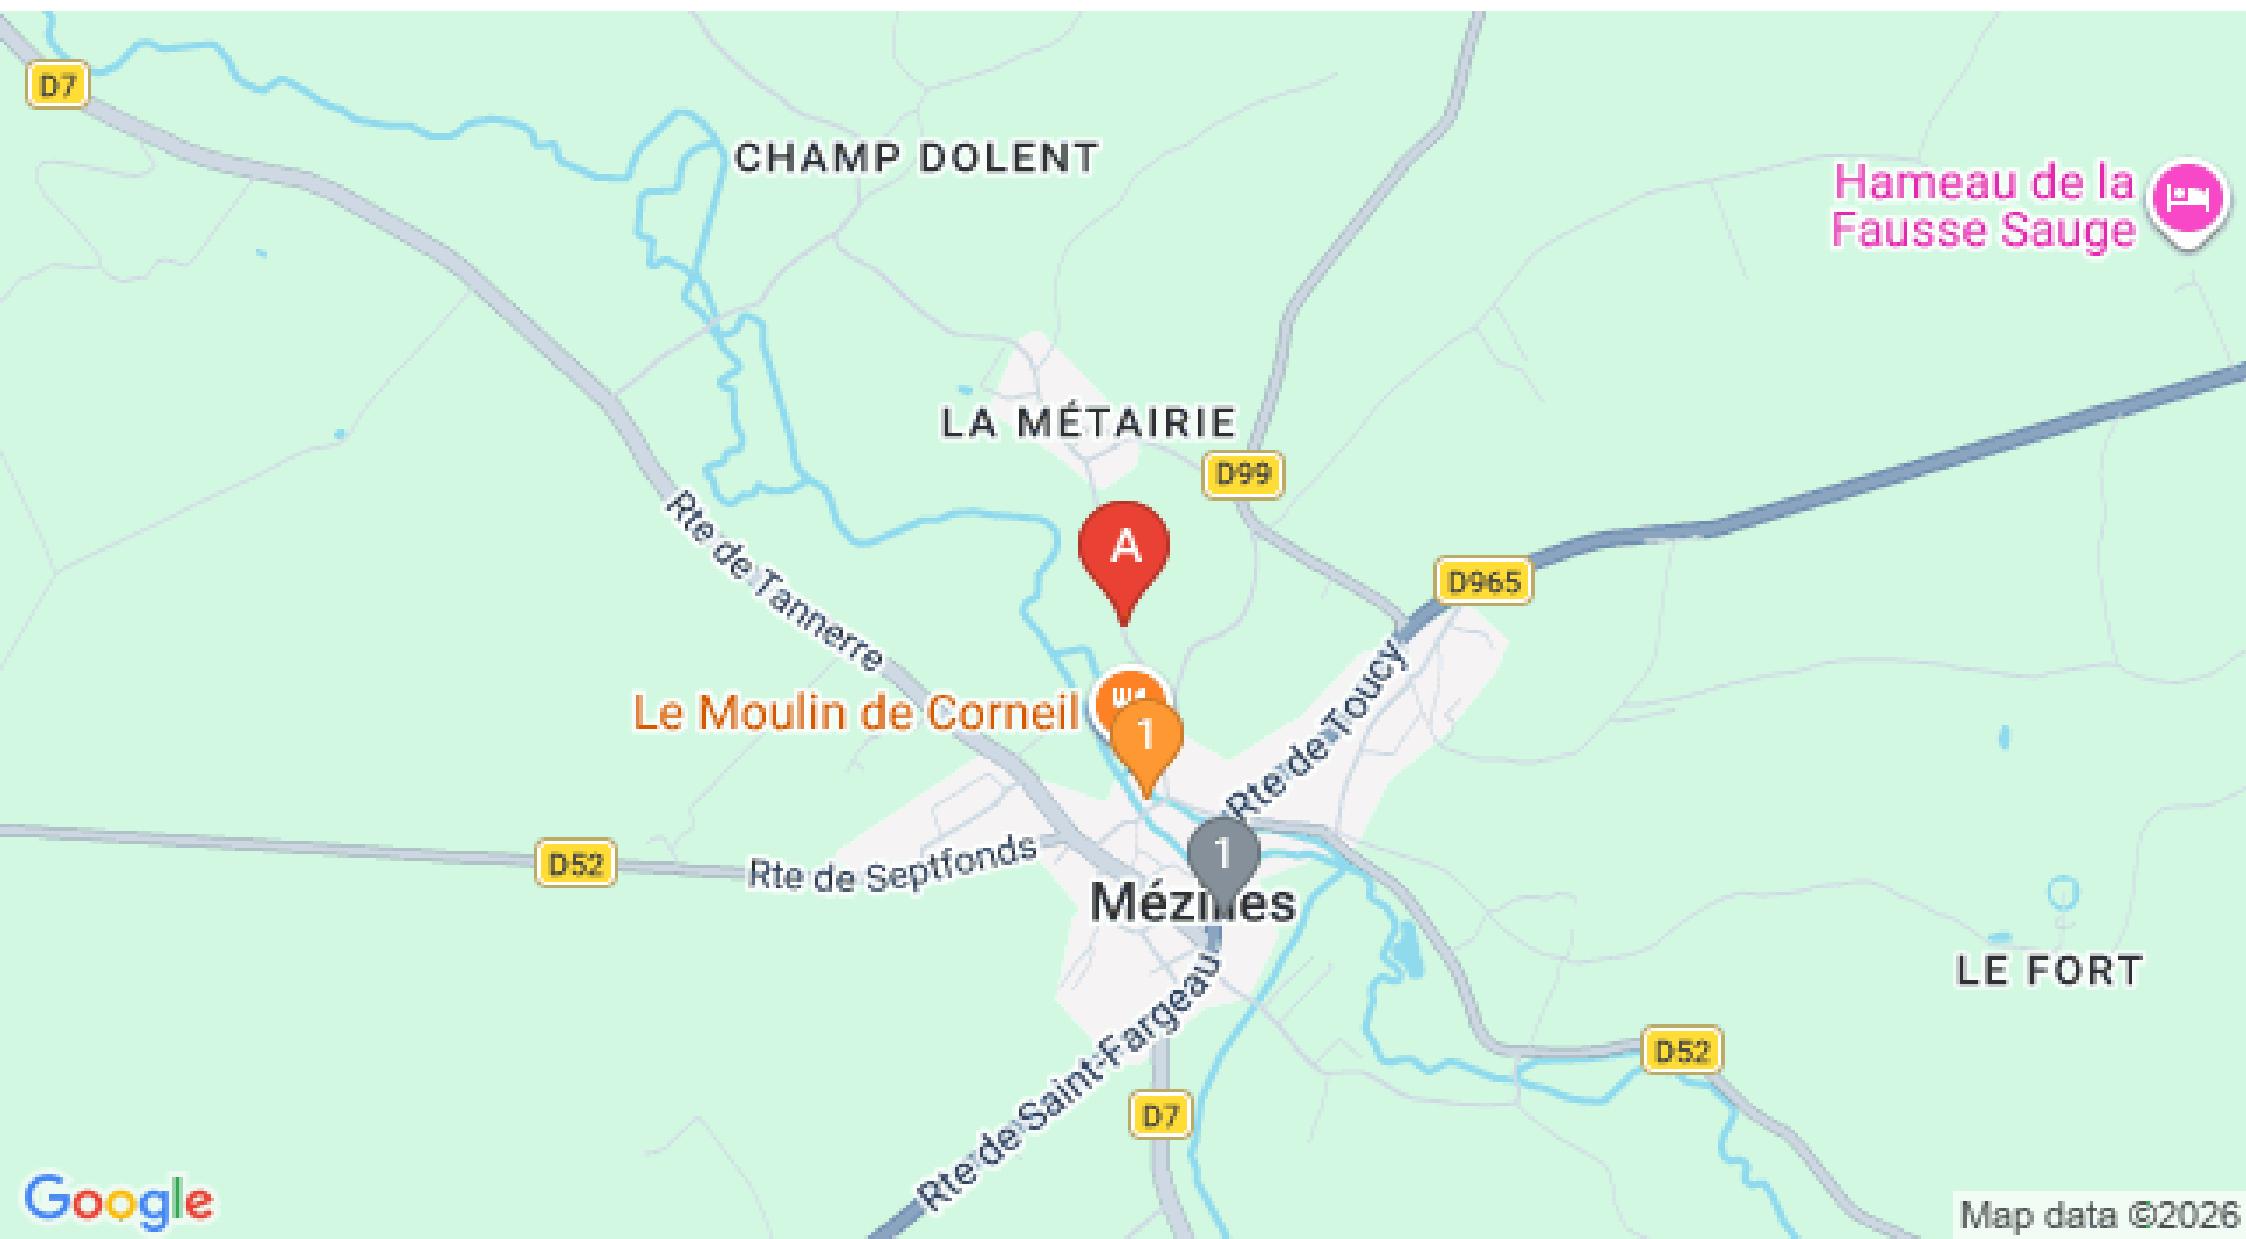 D7
CHAMP DOLENT
Hameau de la
Fausse Sauge
LA MÉTAIRIE
D99
Rte de Tannerre
A
D965
Le Moulin de Corneil
1
Rte de Toucy
D52
Rte de Septfonds
1
Mézilles
LE FORT
Rte de Saint-Fargeau
D52
D7
Google
Map data ©2026